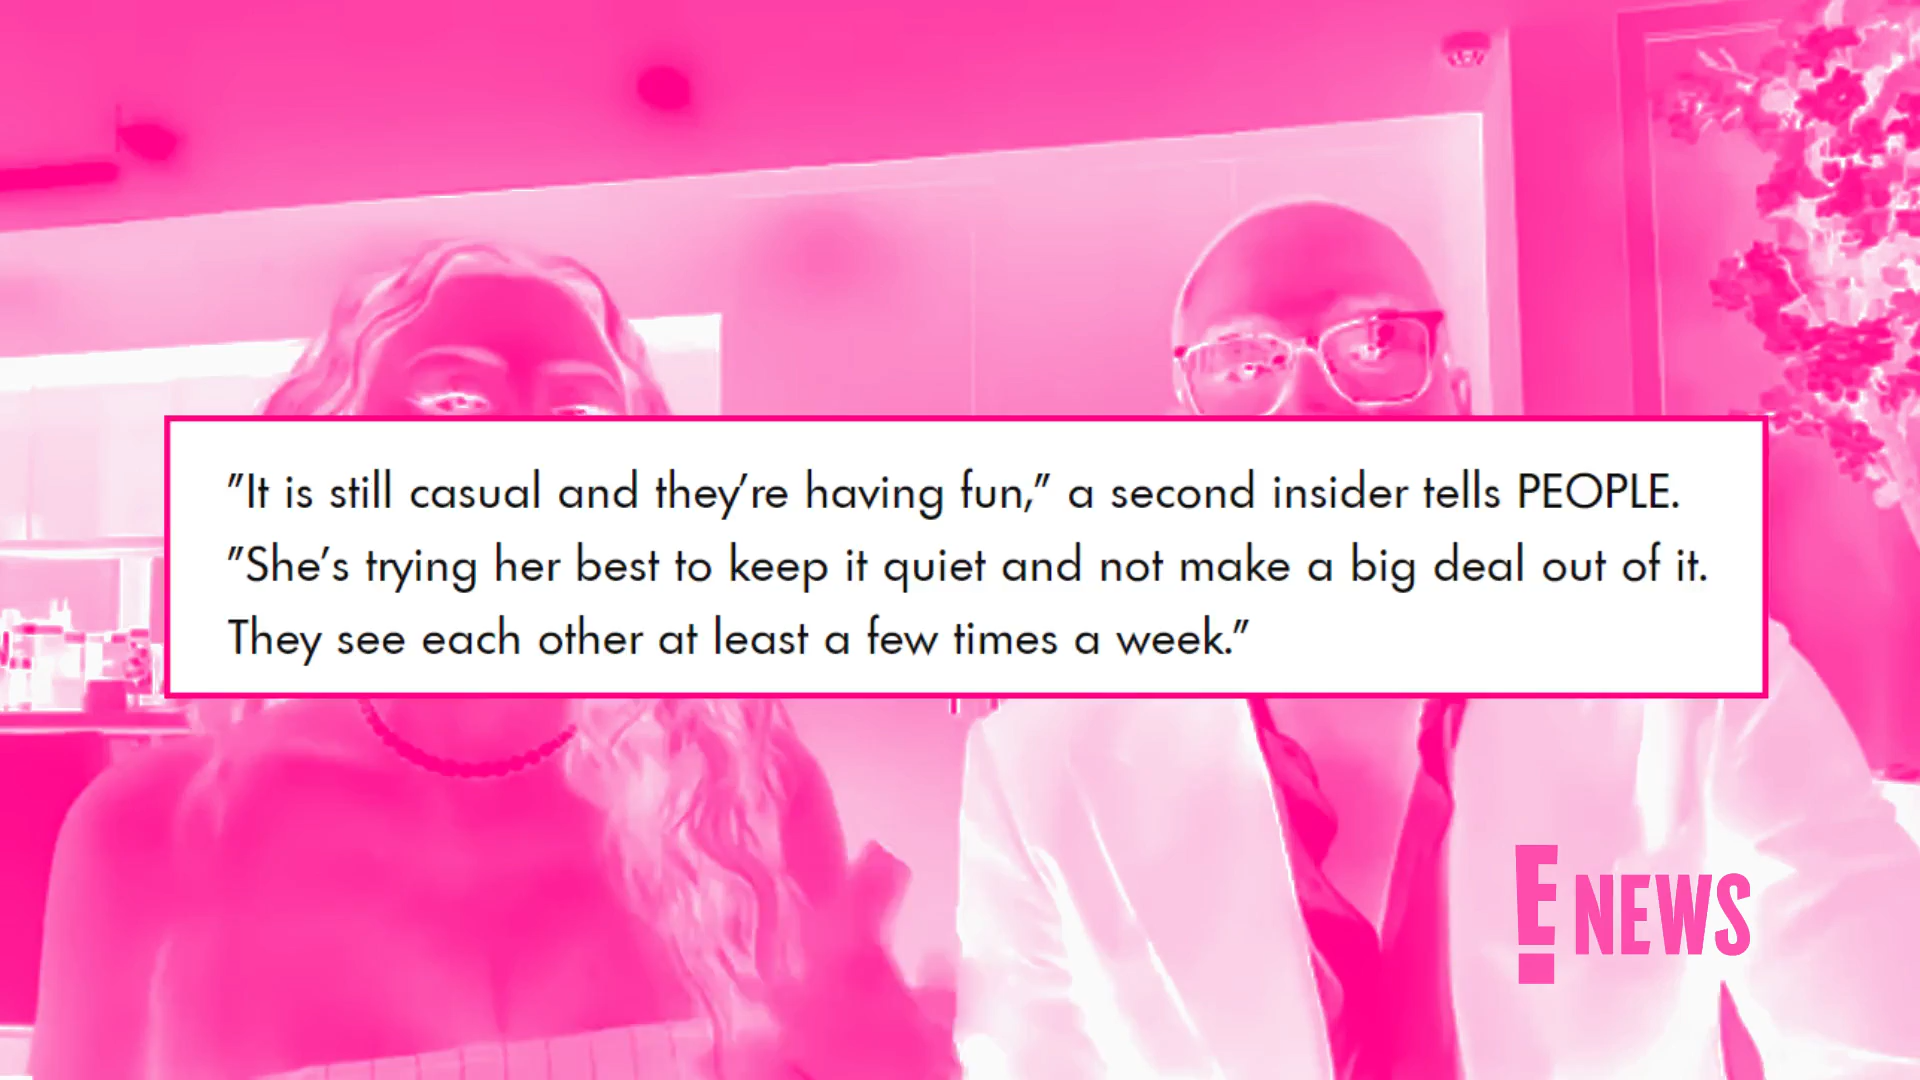 ”It is still casual and they’re having fun,” a second insider tells PEOPLE.
”She’s trying her best to keep it quiet and not make a big deal out of it.
They see each other at least a few times a week.”
E! NEWS